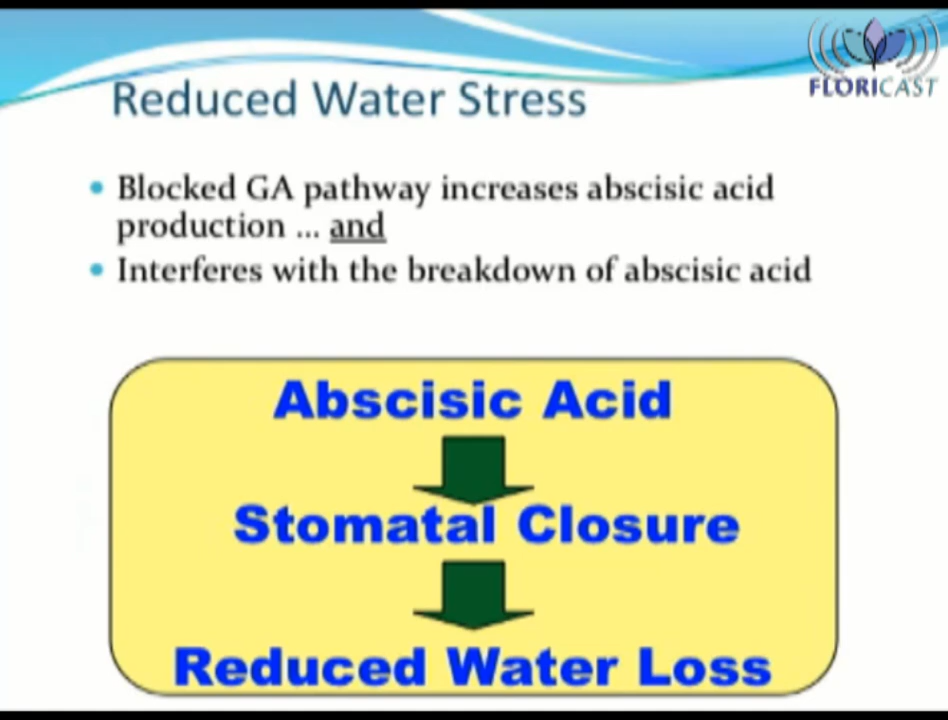 FLORICAST
Reduced Water Stress
• Blocked GA pathway increases abscisic acid
production ... and
• Interferes with the breakdown of abscisic acid
Abscisic Acid
Stomatal Closure
Reduced Water Loss